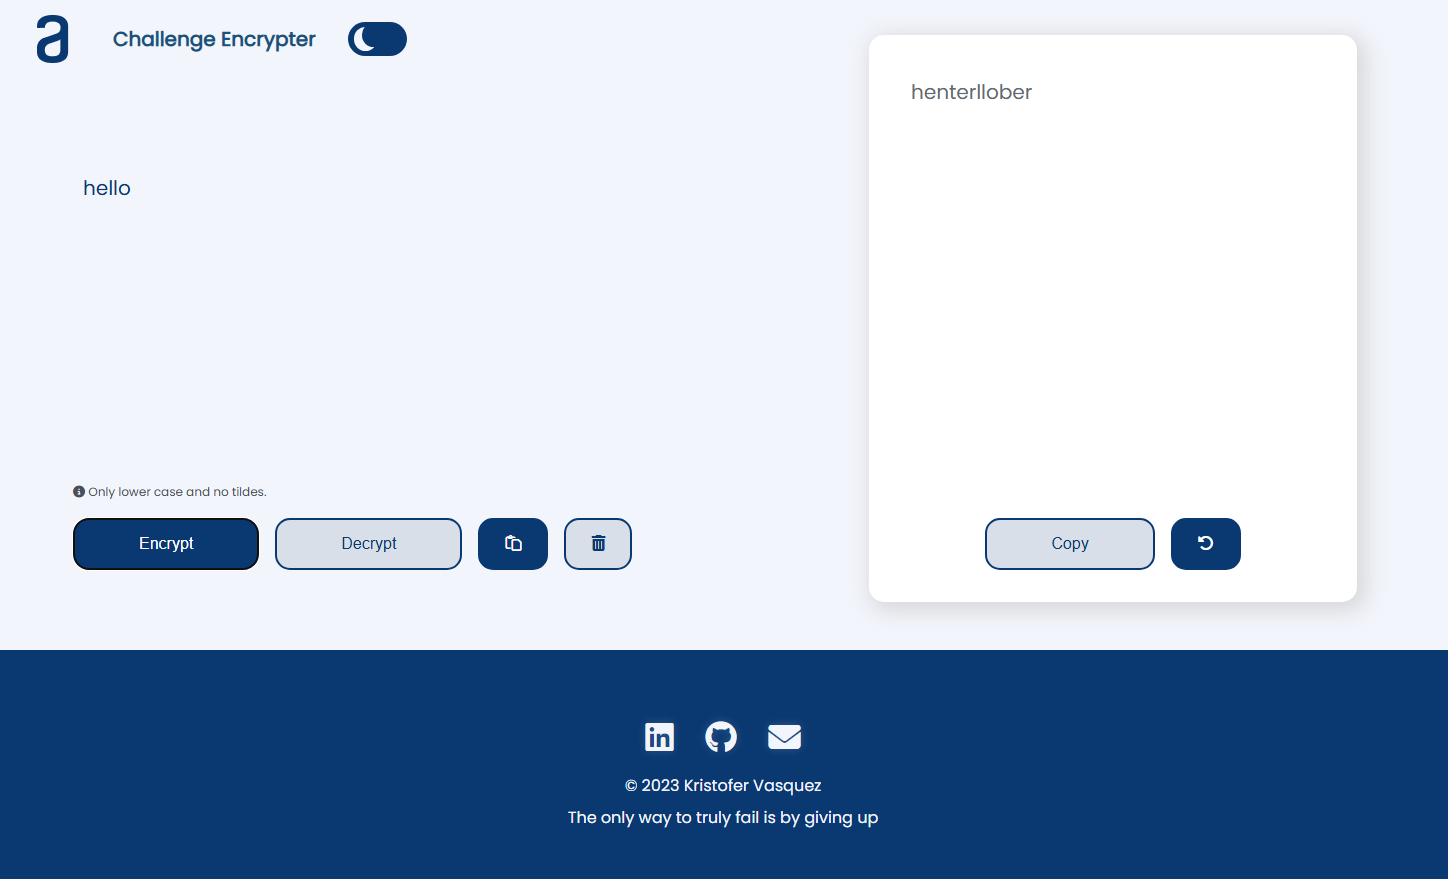 a
Challenge Encrypter
hello
Only lower case and no tildes.
Encrypt
Decrypt
henterllober
Copy
in
© 2023 Kristofer Vasquez
The only way to truly fail is by giving up